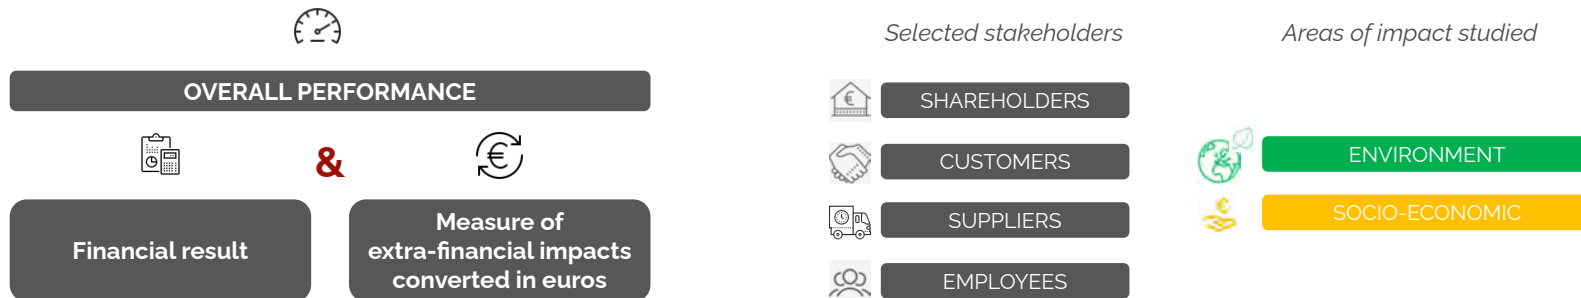 OVERALL PERFORMANCE
&
Financial result
Measure of
extra-financial impacts
converted in euros
Selected stakeholders
SHAREHOLDERS
CUSTOMERS
SUPPLIERS
EMPLOYEES
Areas of impact studied
ENVIRONMENT
SOCIO-ECONOMIC